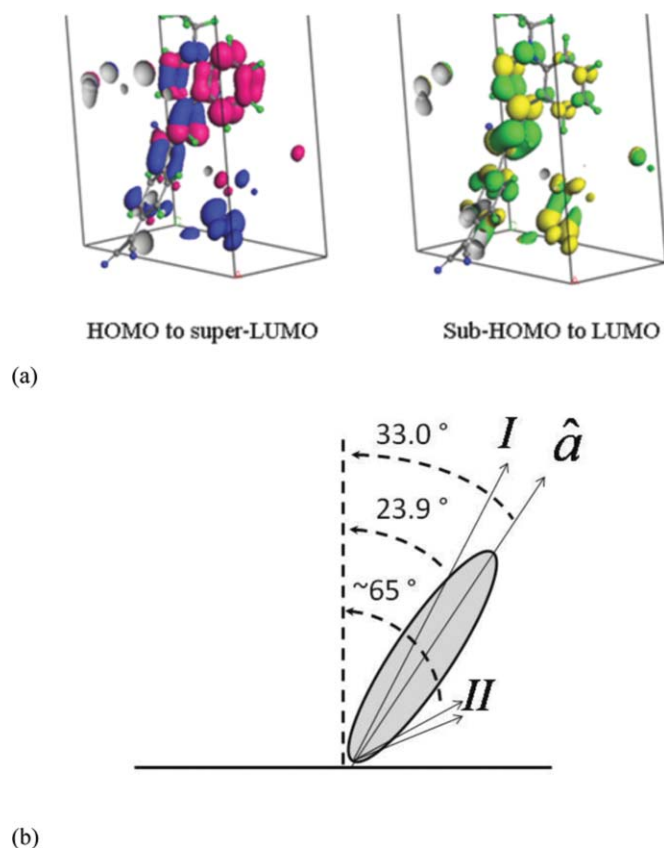 HOMO to super-LUMO
Sub-HOMO to LUMO
(a)
33.0 °
I
â
23.9 °
~65 °
II
(b)